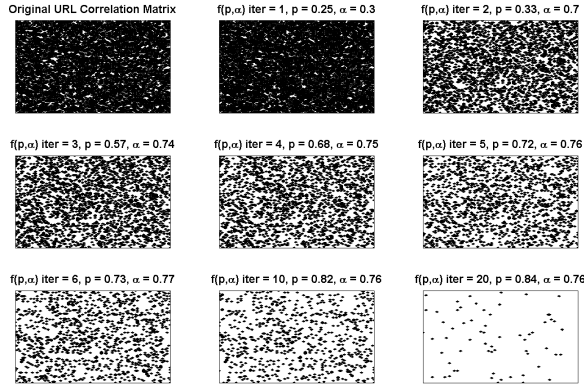 Original URL Correlation Matrix
f(p,α) iter = 1, p = 0.25, α = 0.3
f(p,α) iter = 2, p = 0.33, α = 0.7
f(p,α) iter = 3, p = 0.57, α = 0.74
f(p,α) iter = 4, p = 0.68, α = 0.75
f(p,α) iter = 5, p = 0.72, α = 0.76
f(p,α) iter = 6, p = 0.73, α = 0.77
f(p,α) iter = 10, p = 0.82, α = 0.76
f(p,α) iter = 20, p = 0.84, α = 0.76